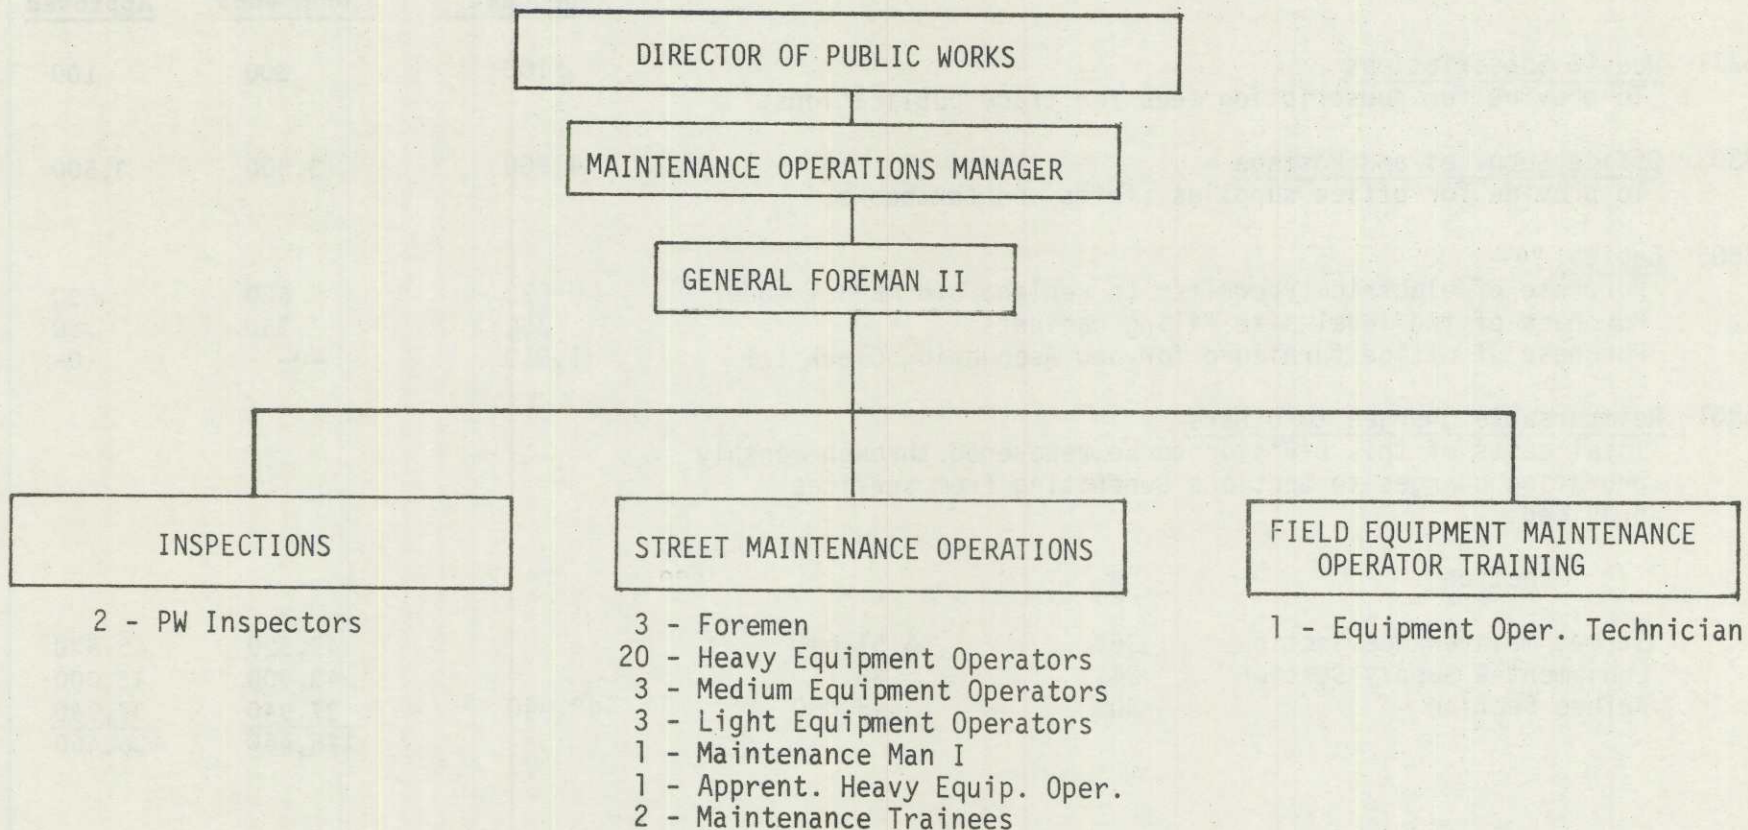 DIRECTOR OF PUBLIC WORKS
MAINTENANCE OPERATIONS MANAGER
GENERAL FOREMAN II
INSPECTIONS
2 - PW Inspectors
STREET MAINTENANCE OPERATIONS
3 - Foremen
20 - Heavy Equipment Operators
3 - Medium Equipment Operators
3 - Light Equipment Operators
1 - Maintenance Man I
1 - Apprent. Heavy Equip. Oper.
2 - Maintenance Trainees
FIELD EQUIPMENT MAINTENANCE
OPERATOR TRAINING
1 - Equipment Oper. Technician